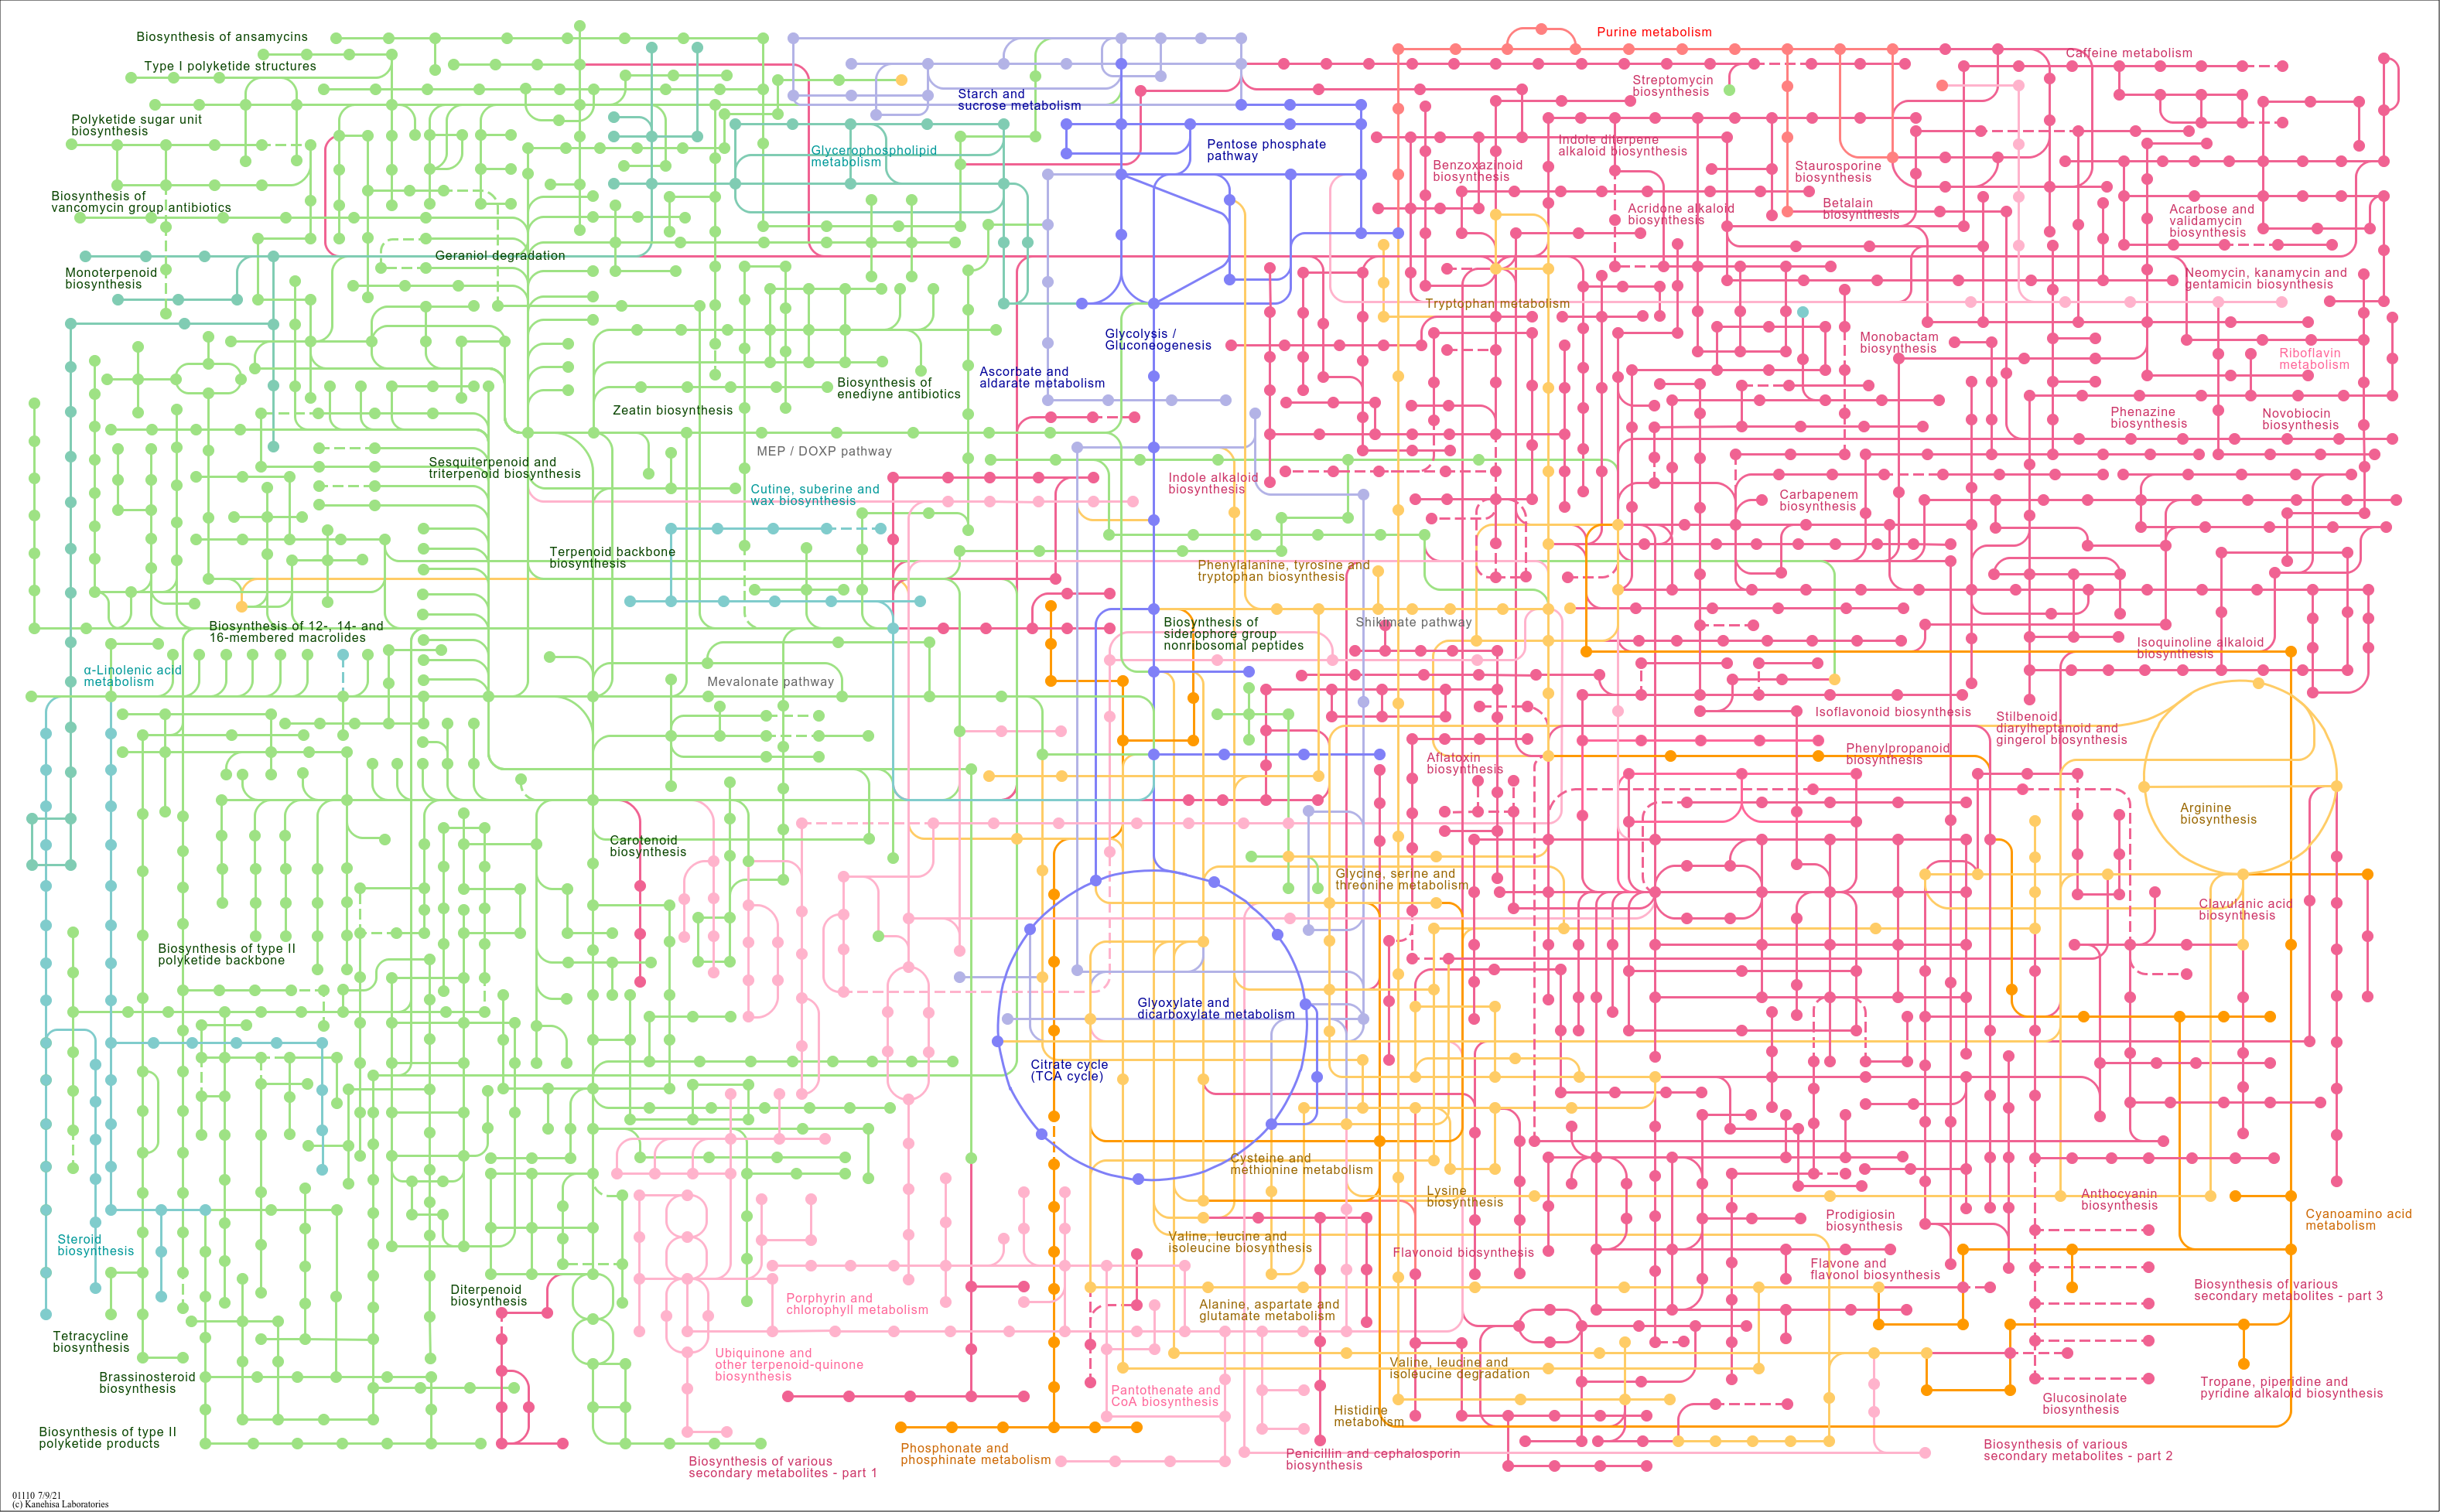 Biosynthesis of ansamycins
Type I polyketide structures
Polyketide sugar unit
biosynthesis
Biosynthesis of
vancomycin group antibiotics
Monoterpenoid
biosynthesis
Geraniol degradation
Starch and
sucrose metabolism
Glycerophospholipid
metabolism
Pentose phosphate
pathway
Purine metabolism
Caffeine metabolism
Streptomycin
biosynthesis
Indole diterpene
alkaloid biosynthesis
Benzoxazinoid
biosynthesis
Staurosporine
biosynthesis
Acridone alkaloid
biosynthesis
Betalain
biosynthesis
Acarbose and
validamycin
biosynthesis
Neomycin, kanamycin and
gentamicin biosynthesis
Tryptophan metabolism
Glycolysis /
Gluconeogenesis
Monobactam
biosynthesis
Riboflavin
metabolism
Ascorbate and
aldarate metabolism
Biosynthesis of
enediyne antibiotics
Zeatin biosynthesis
Phenazine
biosynthesis
Novobiocin
biosynthesis
MEP / DOXP pathway
Sesquiterpenoid and
triterpenoid biosynthesis
Cutine, suberine and
wax biosynthesis
Indole alkaloid
biosynthesis
Carbapenem
biosynthesis
Terpenoid backbone
biosynthesis
Phenylalanine, tyrosine and
tryptophan biosynthesis
Biosynthesis of 12-, 14- and
16-membered macrolides
Biosynthesis of
siderophore group
nonribosomal peptides
Shikimate pathway
Isoquinoline alkaloid
biosynthesis
α-Linolenic acid
metabolism
Mevalonate pathway
Isoflavonoid biosynthesis
Stilbenoid,
diarylheptanoid and
gingerol biosynthesis
Aflatoxin
biosynthesis
Phenylpropanoid
biosynthesis
Arginine
biosynthesis
Carotenoid
biosynthesis
Glycine, serine and
threonine metabolism
Clavulanic acid
biosynthesis
Biosynthesis of type II
polyketide backbone
Glyoxylate and
dicarboxylate metabolism
Citrate cycle
(TCA cycle)
Cysteine and
methionine metabolism
Lysine
biosynthesis
Anthocyanin
biosynthesis
Prodigiosin
biosynthesis
Cyanoamino acid
metabolism
Steroid
biosynthesis
Valine, leucine and
isoleucine biosynthesis
Flavonoid biosynthesis
Flavone and
flavonol biosynthesis
Diterpenoid
biosynthesis
Porphyrin and
chlorophyll metabolism
Alanine, aspartate and
glutamate metabolism
Biosynthesis of various
secondary metabolites - part 3
Tetracycline
biosynthesis
Ubiquinone and
other terpenoid-quinone
biosynthesis
Valine, leucine and
isoleucine degradation
Brassinosteroid
biosynthesis
Pantothenate and
CoA biosynthesis
Tropane, piperidine and
pyridine alkaloid biosynthesis
Glucosinolate
biosynthesis
Histidine
metabolism
Biosynthesis of type II
polyketide products
Phosphonate and
phosphinate metabolism
Penicillin and cephalosporin
biosynthesis
Biosynthesis of various
secondary metabolites - part 2
Biosynthesis of various
secondary metabolites - part 1
01110 7/9/21
(c) Kanehisa Laboratories